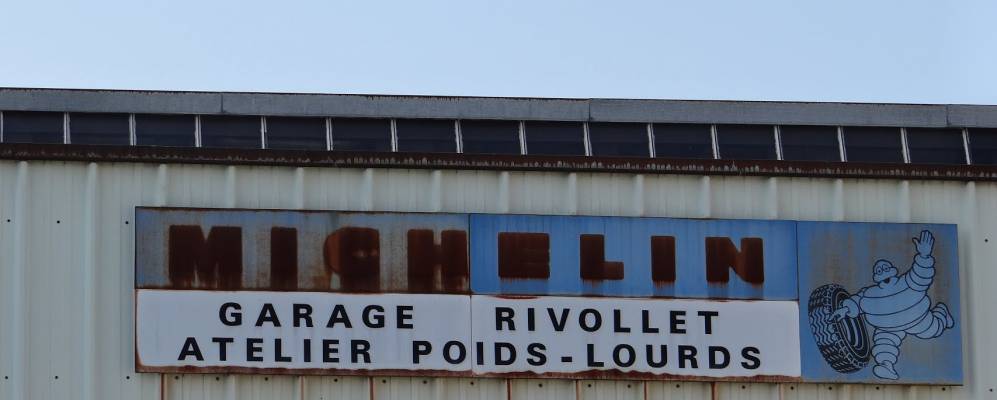 MICHELIN
GARAGE RIVOLLET
ATELIER POIDS-LOURDS